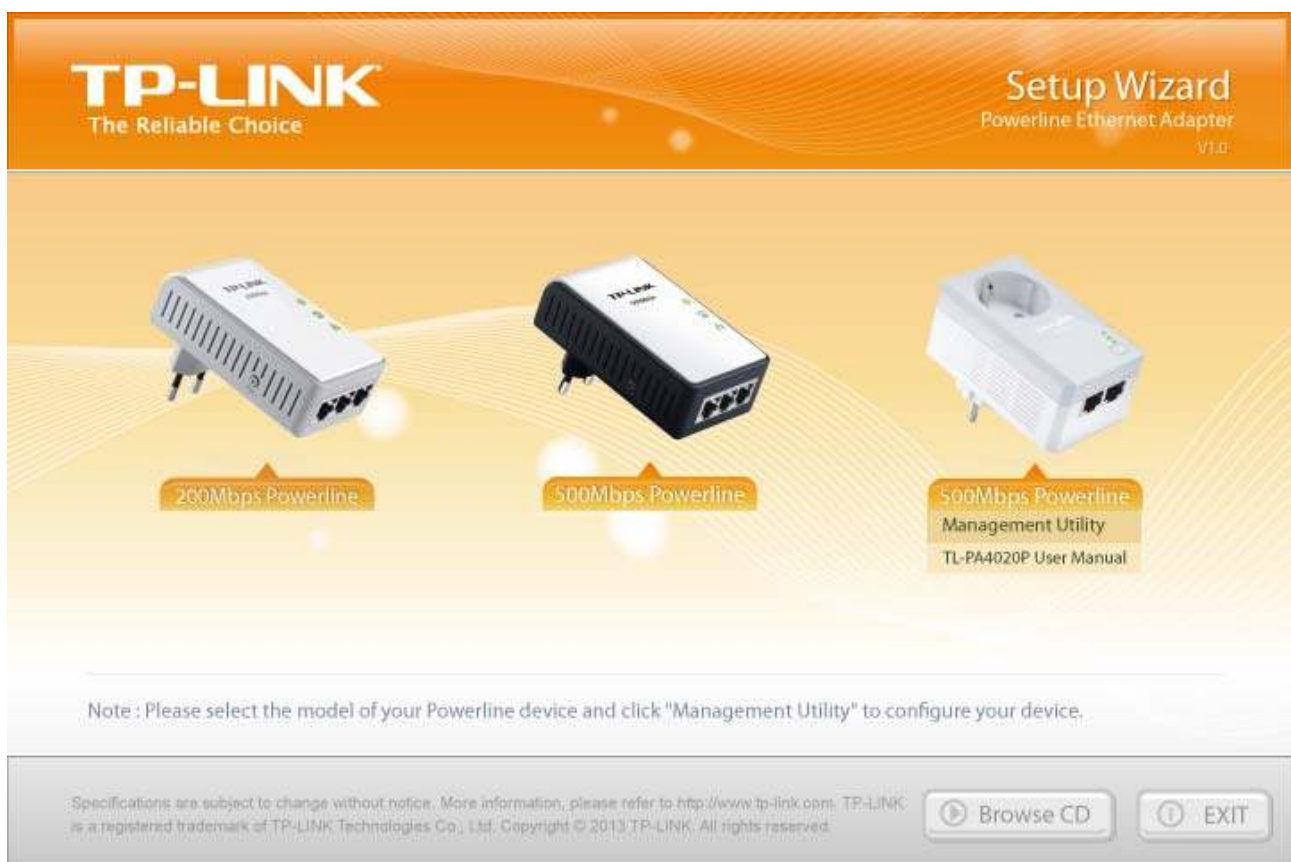 TP-LINK
The Reliable Choice
Setup Wizard
Powerline Ethernet Adapter
V1.0
TP-LINK
TP-LINK
200Mbps Powerline
500Mbps Powerline
500Mbps Powerline
Management Utility
TL-PA4020P User Manual
Note : Please select the model of your Powerline device and click "Management Utility" to configure your device.
Specifications are subject to change without notice. More information, please refer to http://www.tp-link.com. TP-LINK
is a registered trademark of TP-LINK Technologies Co., Ltd. Copyright © 2013 TP-LINK. All rights reserved.
Browse CD
EXIT